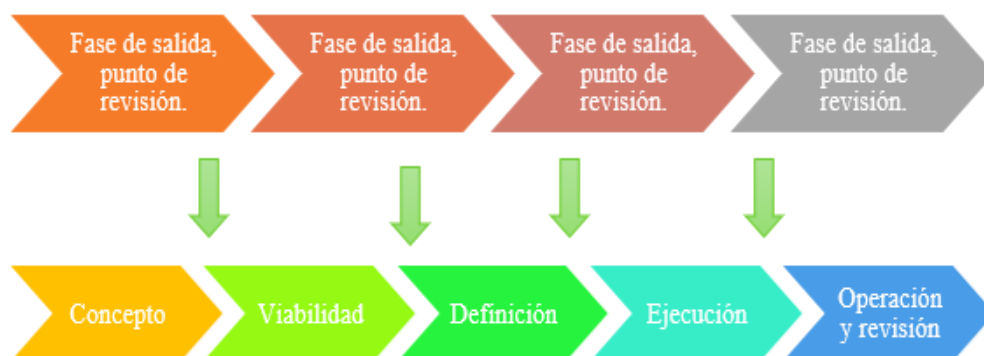 Fase de salida,
punto de
revisión.
Fase de salida,
punto de
revisión.
Fase de salida,
punto de
revisión.
Fase de salida,
punto de
revisión.
Concepto
Viabilidad
Definición
Ejecución
Operación
y revisión